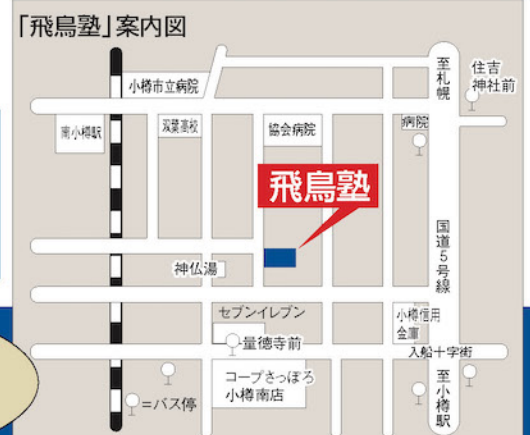 「飛鳥塾」案内図
小樽市立病院
至札幌
住吉
神社前
南小樽駅
双葉高校
協会病院
病院
飛鳥塾
国道5号線
神仏湯
セブンイレブン
小樽信用
金庫
量徳寺前
入船十字街
コープさっぽろ
小樽南店
至小樽駅
=バス停